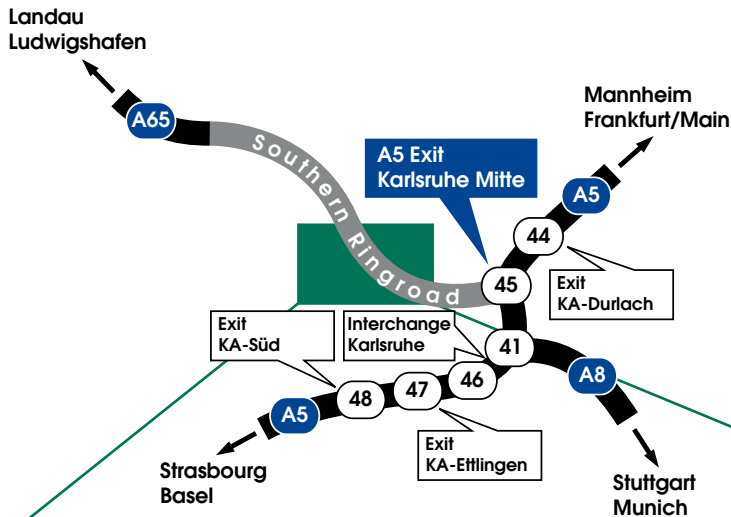 Landau
Ludwigshafen
A65
Southern Ringroad
Mannheim
Frankfurt/Main
A5 Exit
Karlsruhe Mitte
A5
44
45
Exit
KA-Durlach
Exit
KA-Süd
Interchange
Karlsruhe
41
46
47
48
A8
A5
Exit
KA-Ettlingen
Strasbourg
Basel
Stuttgart
Munich